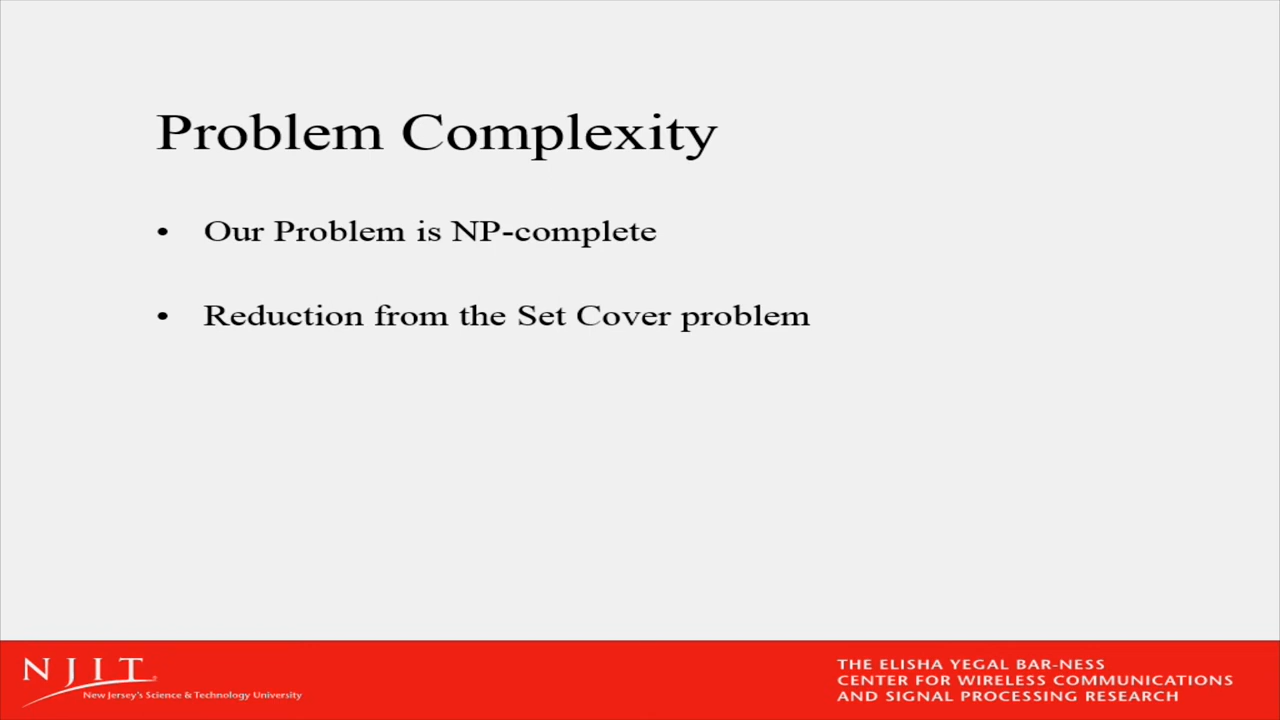 Problem Complexity
• Our Problem is NP-complete
• Reduction from the Set Cover problem
NJIT
New Jersey's Science & Technology University
THE ELISHA YEGAL BAR-NESS
CENTER FOR WIRELESS COMMUNICATIONS
AND SIGNAL PROCESSING RESEARCH